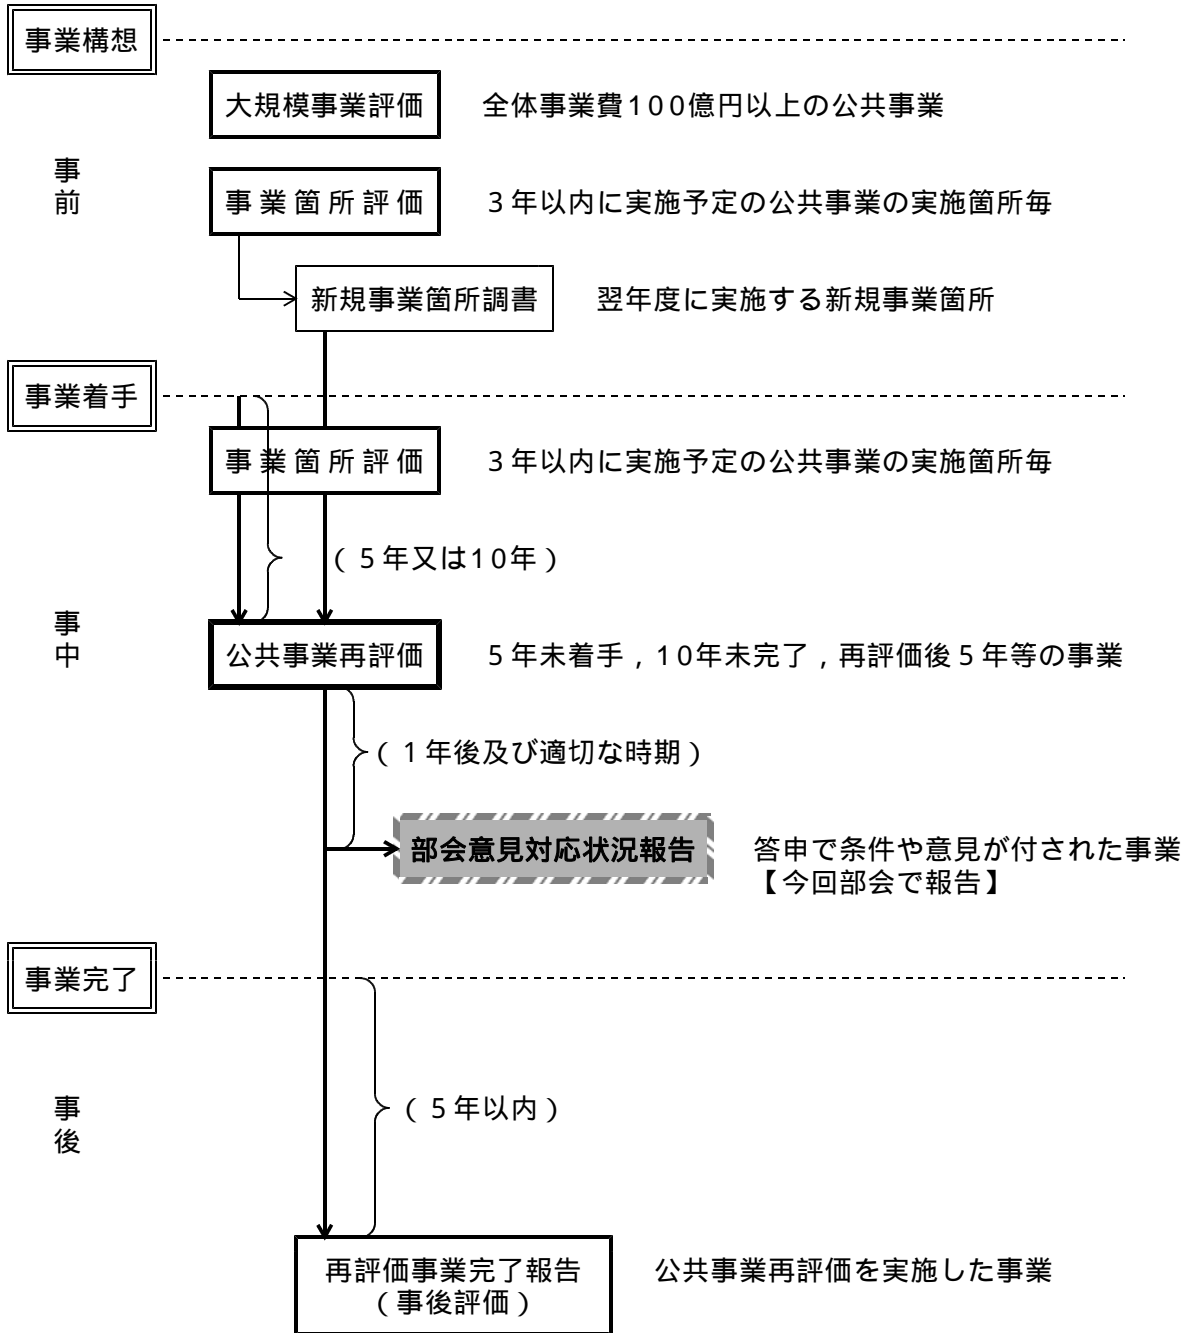 事業構想
大規模事業評価 全体事業費100億円以上の公共事業
事前
事業箇所評価 3年以内に実施予定の公共事業の実施箇所毎
新規事業箇所調書 翌年度に実施する新規事業箇所
事業着手
事業箇所評価 3年以内に実施予定の公共事業の実施箇所毎
(5年又は10年)
事中
公共事業再評価 5年未着手,10年未完了,再評価後5年等の事業
(1年後及び適切な時期)
部会意見対応状況報告 答申で条件や意見が付された事業
【今回部会で報告】
事業完了
事後
(5年以内)
再評価事業完了報告 公共事業再評価を実施した事業
(事後評価)